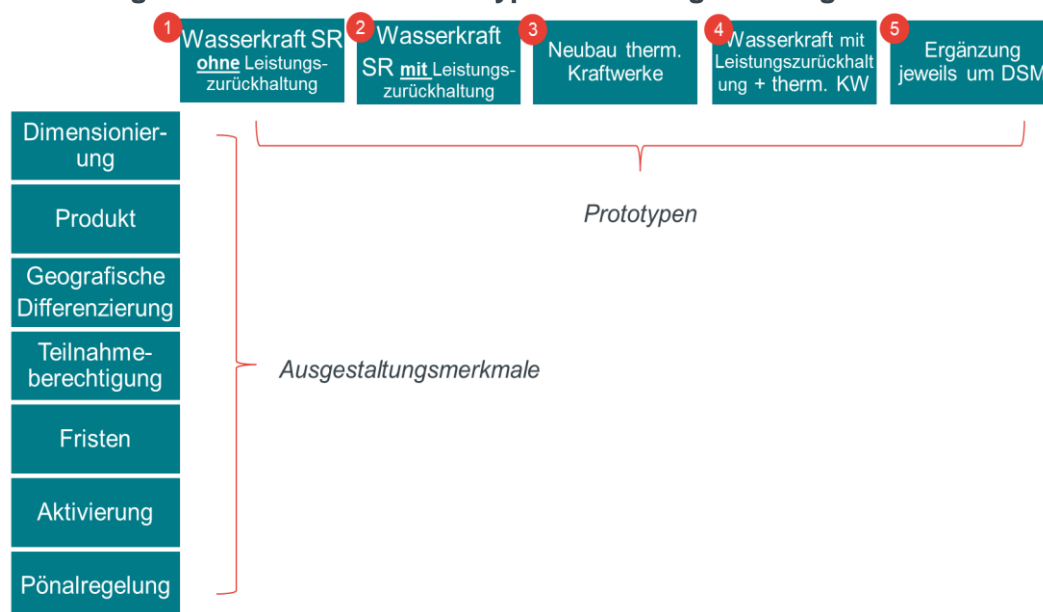 1
Wasserkraft SR
ohne Leistungs-
zurückhaltung
2
Wasserkraft
SR mit Leistungs-
zurückhaltung
3
Neubau therm.
Kraftwerke
4
Wasserkraft mit
Leistungszurückhalt
ung + therm. KW
5
Ergänzung
jeweils um DSM
Dimensionier-
ung
Produkt
Geografische
Differenzierung
Teilnahme-
berechtigung
Fristen
Aktivierung
Pönalregelung
Prototypen
Ausgestaltungsmerkmale